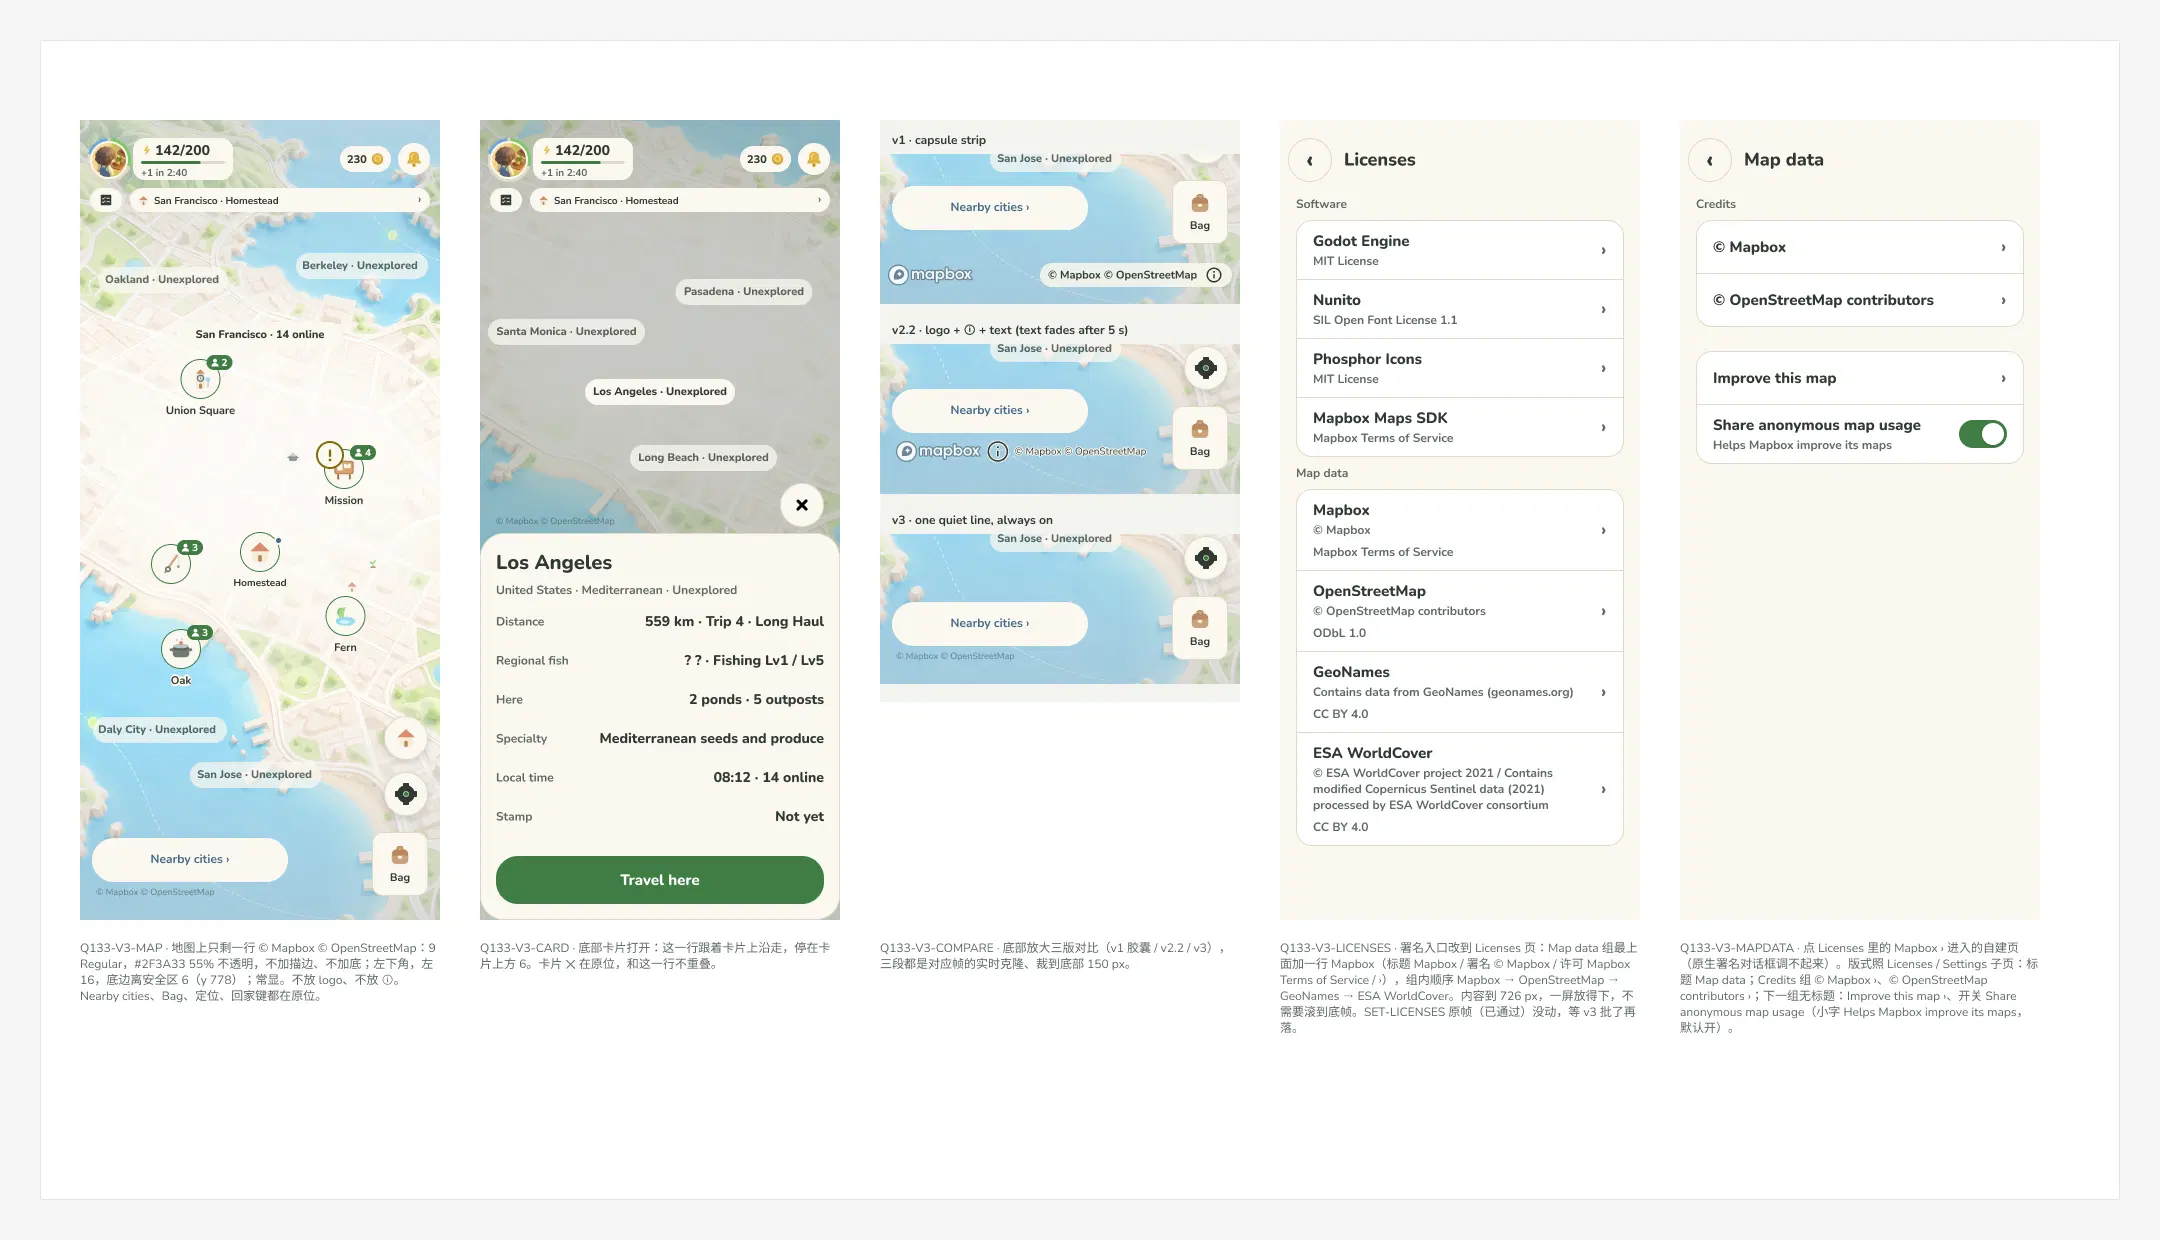 142/200
+1 in 2:40
230
San Francisco · Homestead ›
Berkeley · Unexplored
Oakland · Unexplored
San Francisco · 14 online
2
Union Square
4
Mission
3
Homestead
Fern
3
Oak
Daly City · Unexplored
San Jose · Unexplored
Nearby cities ›
Bag
© Mapbox © OpenStreetMap
Q133-V3-MAP · 地图上只剩一行 © Mapbox © OpenStreetMap：9
Regular，#2F3A33 55% 不透明，不加描边、不加底；左下角，左
16，底边离安全区 6（y 778）；常显。不放 logo、不放 ⓘ。
Nearby cities、Bag、定位、回家键都在原位。
142/200
+1 in 2:40
230
San Francisco · Homestead ›
Pasadena · Unexplored
Santa Monica · Unexplored
Los Angeles · Unexplored
Long Beach · Unexplored
© Mapbox © OpenStreetMap
Los Angeles
United States · Mediterranean · Unexplored
Distance 559 km · Trip 4 · Long Haul
Regional fish ? ? · Fishing Lv1 / Lv5
Here 2 ponds · 5 outposts
Specialty Mediterranean seeds and produce
Local time 08:12 · 14 online
Stamp Not yet
Travel here
Q133-V3-CARD · 底部卡片打开：这一行跟着卡片上沿走，停在卡
片上方 6。卡片 ✕ 在原位，和这一行不重叠。
v1 · capsule strip
San Jose · Unexplored
Nearby cities ›
Bag
mapbox
© Mapbox © OpenStreetMap ⓘ
v2.2 · logo + ⓘ + text (text fades after 5 s)
San Jose · Unexplored
Nearby cities ›
mapbox ⓘ © Mapbox © OpenStreetMap
Bag
v3 · one quiet line, always on
San Jose · Unexplored
Nearby cities ›
Bag
© Mapbox © OpenStreetMap
Q133-V3-COMPARE · 底部放大三版对比（v1 胶囊 / v2.2 / v3），
三段都是对应帧的实时克隆、裁到底部 150 px。
‹ Licenses
Software
Godot Engine
MIT License
›
Nunito
SIL Open Font License 1.1
›
Phosphor Icons
MIT License
›
Mapbox Maps SDK
Mapbox Terms of Service
›
Map data
Mapbox
© Mapbox
Mapbox Terms of Service
›
OpenStreetMap
© OpenStreetMap contributors
ODbL 1.0
›
GeoNames
Contains data from GeoNames (geonames.org)
CC BY 4.0
›
ESA WorldCover
© ESA WorldCover project 2021 / Contains
modified Copernicus Sentinel data (2021)
processed by ESA WorldCover consortium
CC BY 4.0
›
Q133-V3-LICENSES · 署名入口改到 Licenses 页：Map data 组最上
面加一行 Mapbox（标题 Mapbox / 署名 © Mapbox / 许可 Mapbox
Terms of Service / ›），组内顺序 Mapbox → OpenStreetMap →
GeoNames → ESA WorldCover。内容到 726 px，一屏放得下，不
需要滚到底帧。SET-LICENSES 原帧（已通过）没动，等 v3 批了再
落。
‹ Map data
Credits
© Mapbox ›
© OpenStreetMap contributors ›
Improve this map ›
Share anonymous map usage
Helps Mapbox improve its maps
Q133-V3-MAPDATA · 点 Licenses 里的 Mapbox › 进入的自建页
（原生署名对话框调不起来）。版式照 Licenses / Settings 子页：标
题 Map data；Credits 组 © Mapbox ›、© OpenStreetMap
contributors ›；下一组无标题：Improve this map ›、开关 Share
anonymous map usage（小字 Helps Mapbox improve its maps，
默认开）。